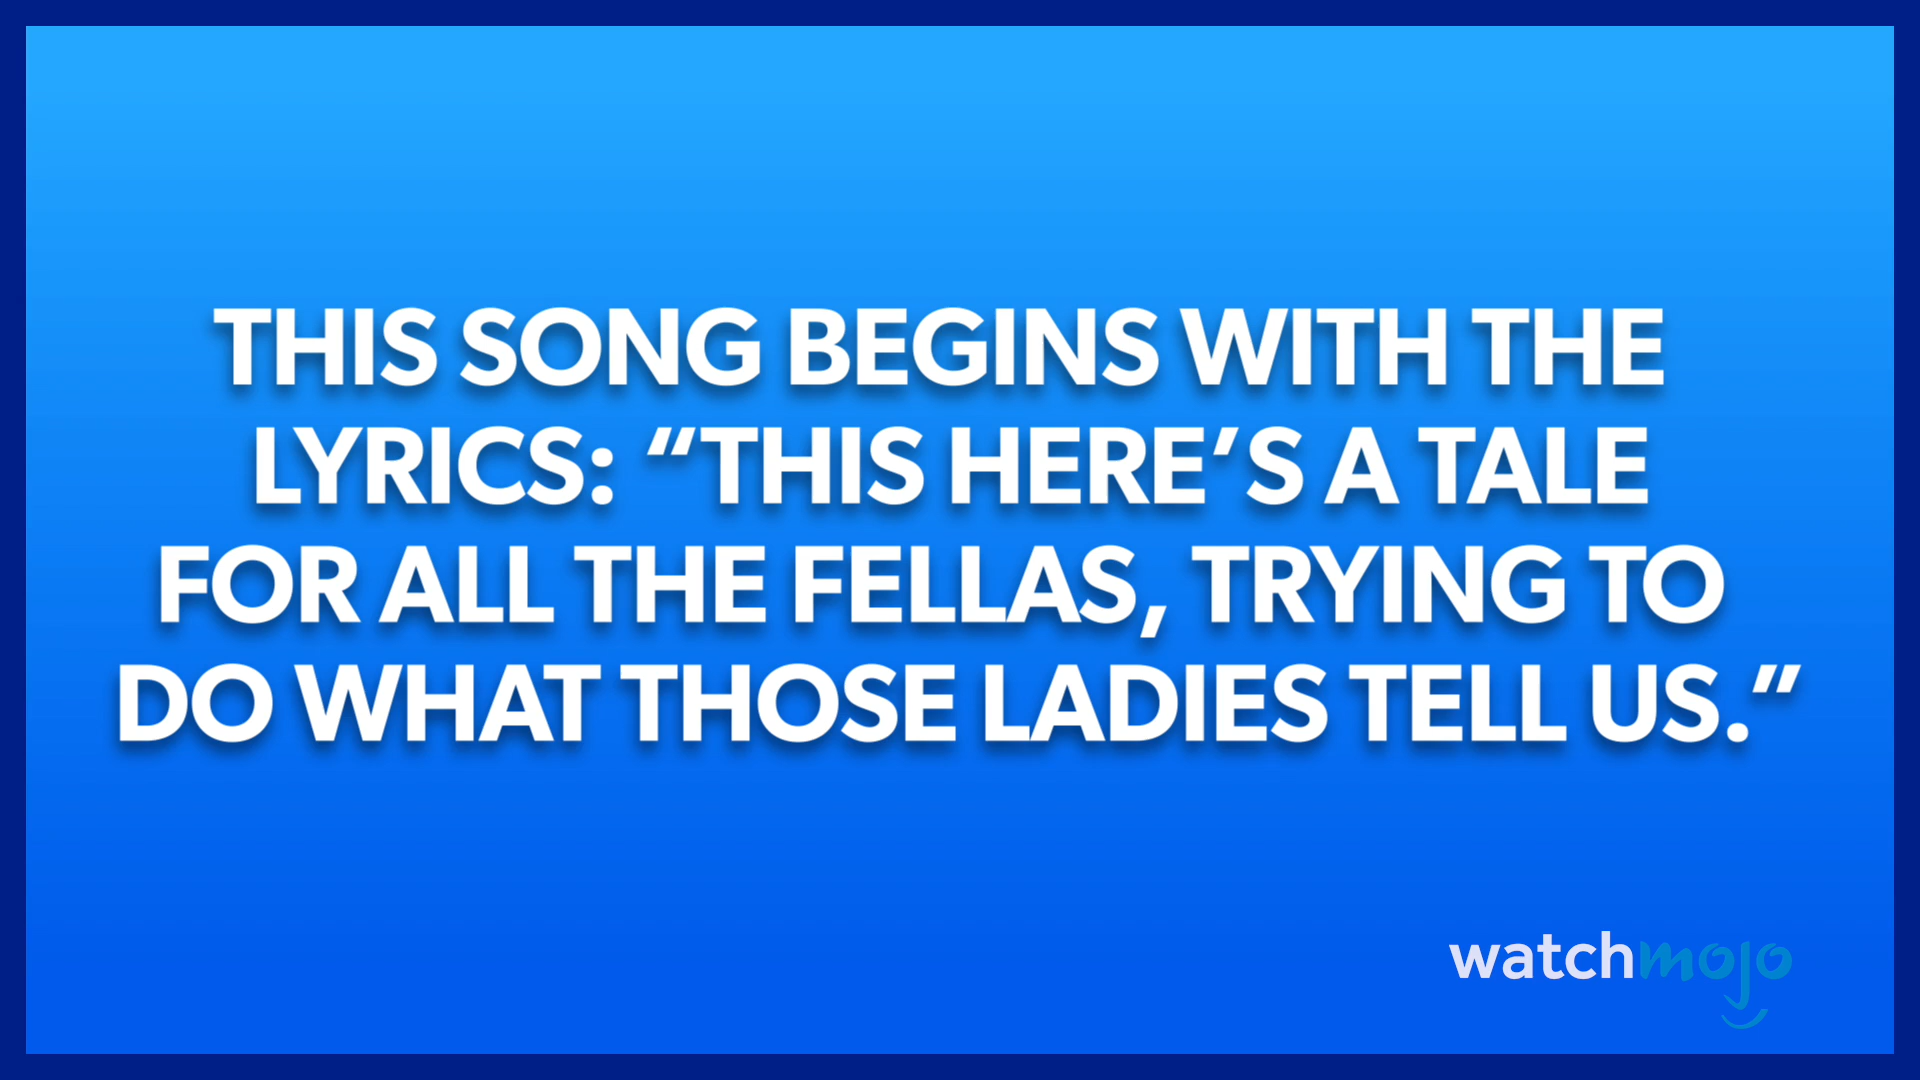 THIS SONG BEGINS WITH THE
LYRICS: “THIS HERE’S A TALE
FOR ALL THE FELLAS, TRYING TO
DO WHAT THOSE LADIES TELL US.”
watchmojo